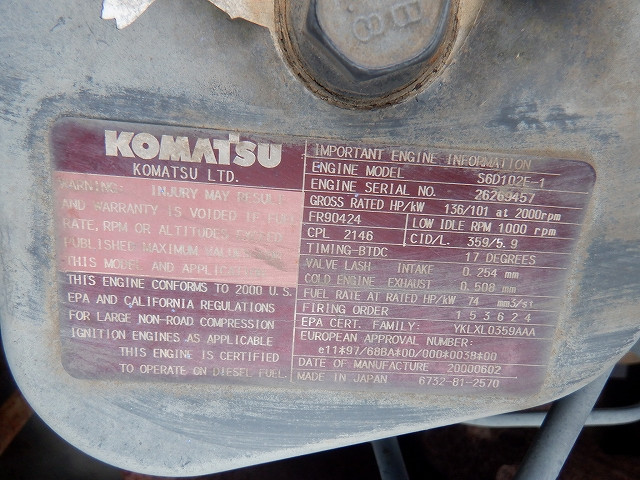 KOMATSU
KOMATSU LTD.
WARNING: INJURY MAY RESULT
AND WARRANTY IS VOIDED IF FUEL
RATE, RPM OR ALTITUDES EXCEED
PUBLISHED MAXIMUM VALUES FOR
THIS MODEL AND APPLICATION
THIS ENGINE CONFORMS TO 2000 U.S.
EPA AND CALIFORNIA REGULATIONS
FOR LARGE NON-ROAD COMPRESSION
IGNITION ENGINES AS APPLICABLE
THIS ENGINE IS CERTIFIED
TO OPERATE ON DIESEL FUEL.
IMPORTANT ENGINE INFORMATION
ENGINE MODEL S6D102E-1
ENGINE SERIAL NO. 26269457
GROSS RATED HP/kW 136/101 at 2000rpm
FR90424 LOW IDLE RPM 1000 rpm
CPL 2146 CID/L. 359/5.9
TIMING-BTDC 17 DEGREES
VALVE LASH INTAKE 0.254 mm
COLD ENGINE EXHAUST 0.508 mm
FUEL RATE AT RATED HP/kW 74 mm3/st
FIRING ORDER 1 5 3 6 2 4
EPA CERT. FAMILY: YKLXL0359AAA
EUROPEAN APPROVAL NUMBER:
e11*97/68GA*00/000*0038*00
DATE OF MANUFACTURE 20000602
MADE IN JAPAN 6732-81-2570